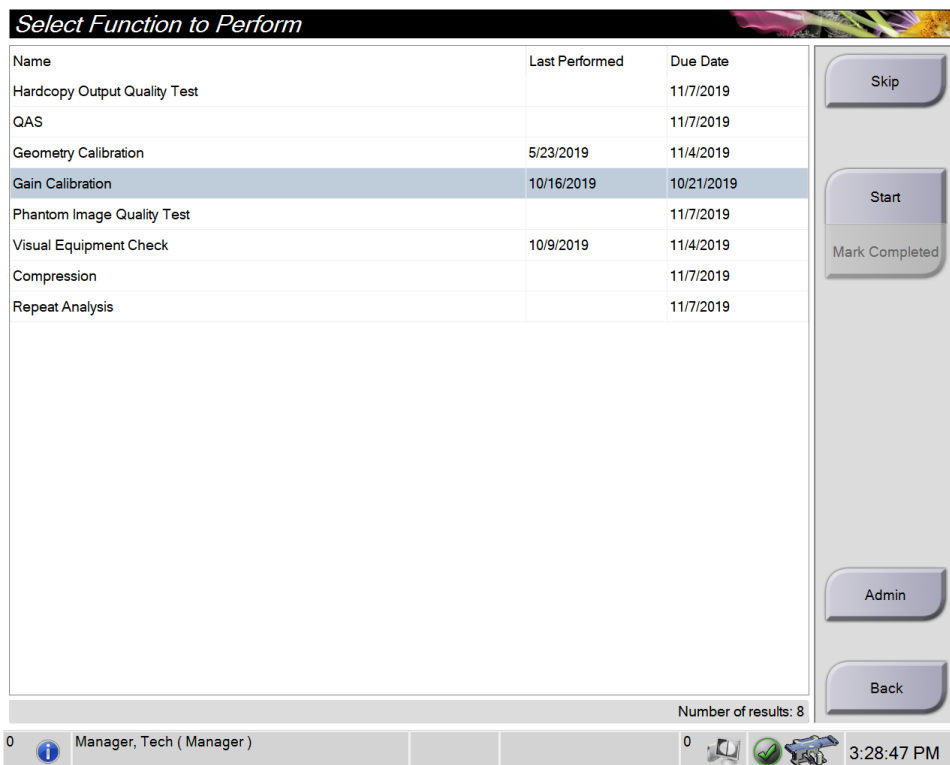 Select Function to Perform
Name Last Performed Due Date
Hardcopy Output Quality Test 11/7/2019
QAS 11/7/2019
Geometry Calibration 5/23/2019 11/4/2019
Gain Calibration 10/16/2019 10/21/2019
Phantom Image Quality Test 11/7/2019
Visual Equipment Check 10/9/2019 11/4/2019
Compression 11/7/2019
Repeat Analysis 11/7/2019
Number of results: 8
Skip
Start
Mark Completed
Admin
Back
0 Manager, Tech ( Manager ) 0 3:28:47 PM